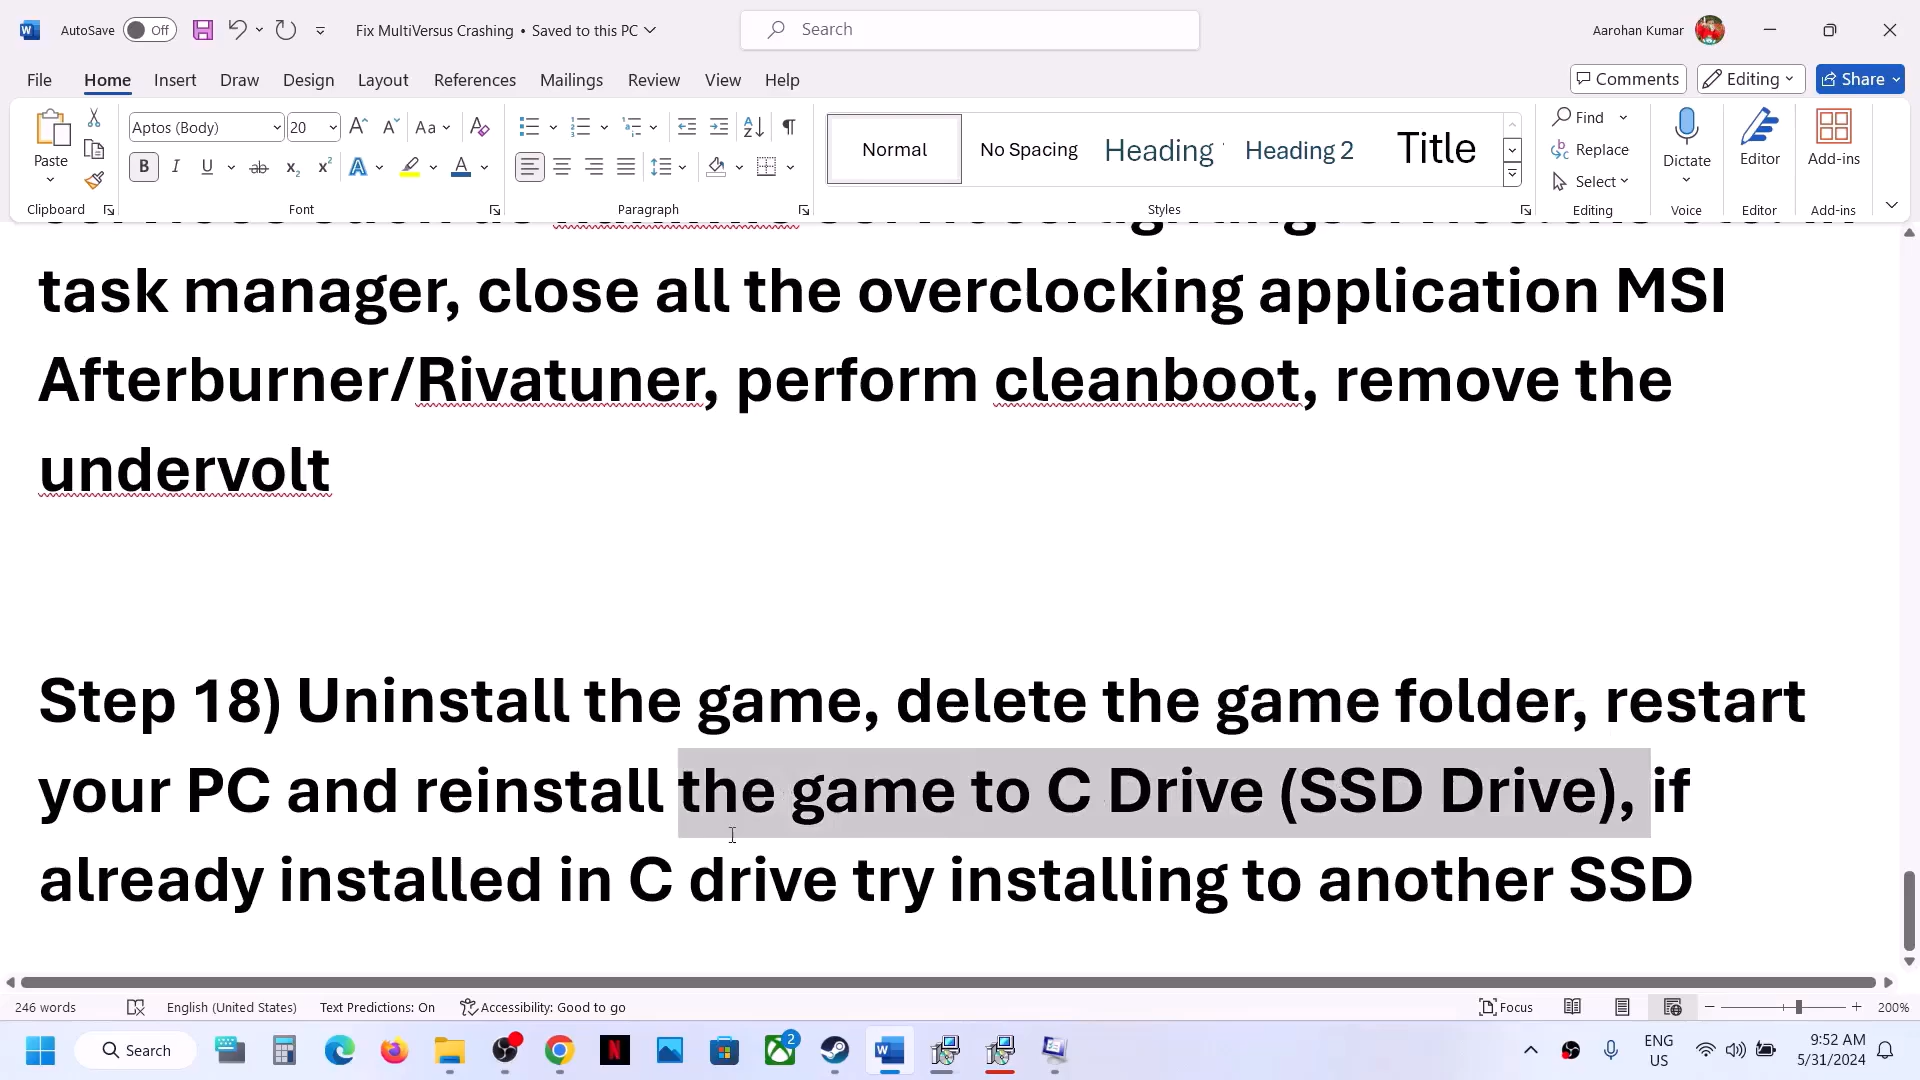 AutoSave Off Fix MultiVersus Crashing • Saved to this PC Search Aarohan Kumar
File Home Insert Draw Design Layout References Mailings Review View Help Comments Editing Share
Aptos (Body) 20 Aa
Paste
B I U ab x₂ x² A A
Normal No Spacing Heading Heading 2 Title
Find
Replace
Select
Dictate Editor Add-ins
Clipboard Font Paragraph Styles Editing Voice Editor Add-ins
task manager, close all the overclocking application MSI
Afterburner/Rivatuner, perform cleanboot, remove the
undervolt
Step 18) Uninstall the game, delete the game folder, restart
your PC and reinstall the game to C Drive (SSD Drive), if
already installed in C drive try installing to another SSD
246 words English (United States) Text Predictions: On Accessibility: Good to go Focus 200%
Search 2 ENG US 9:52 AM
5/31/2024